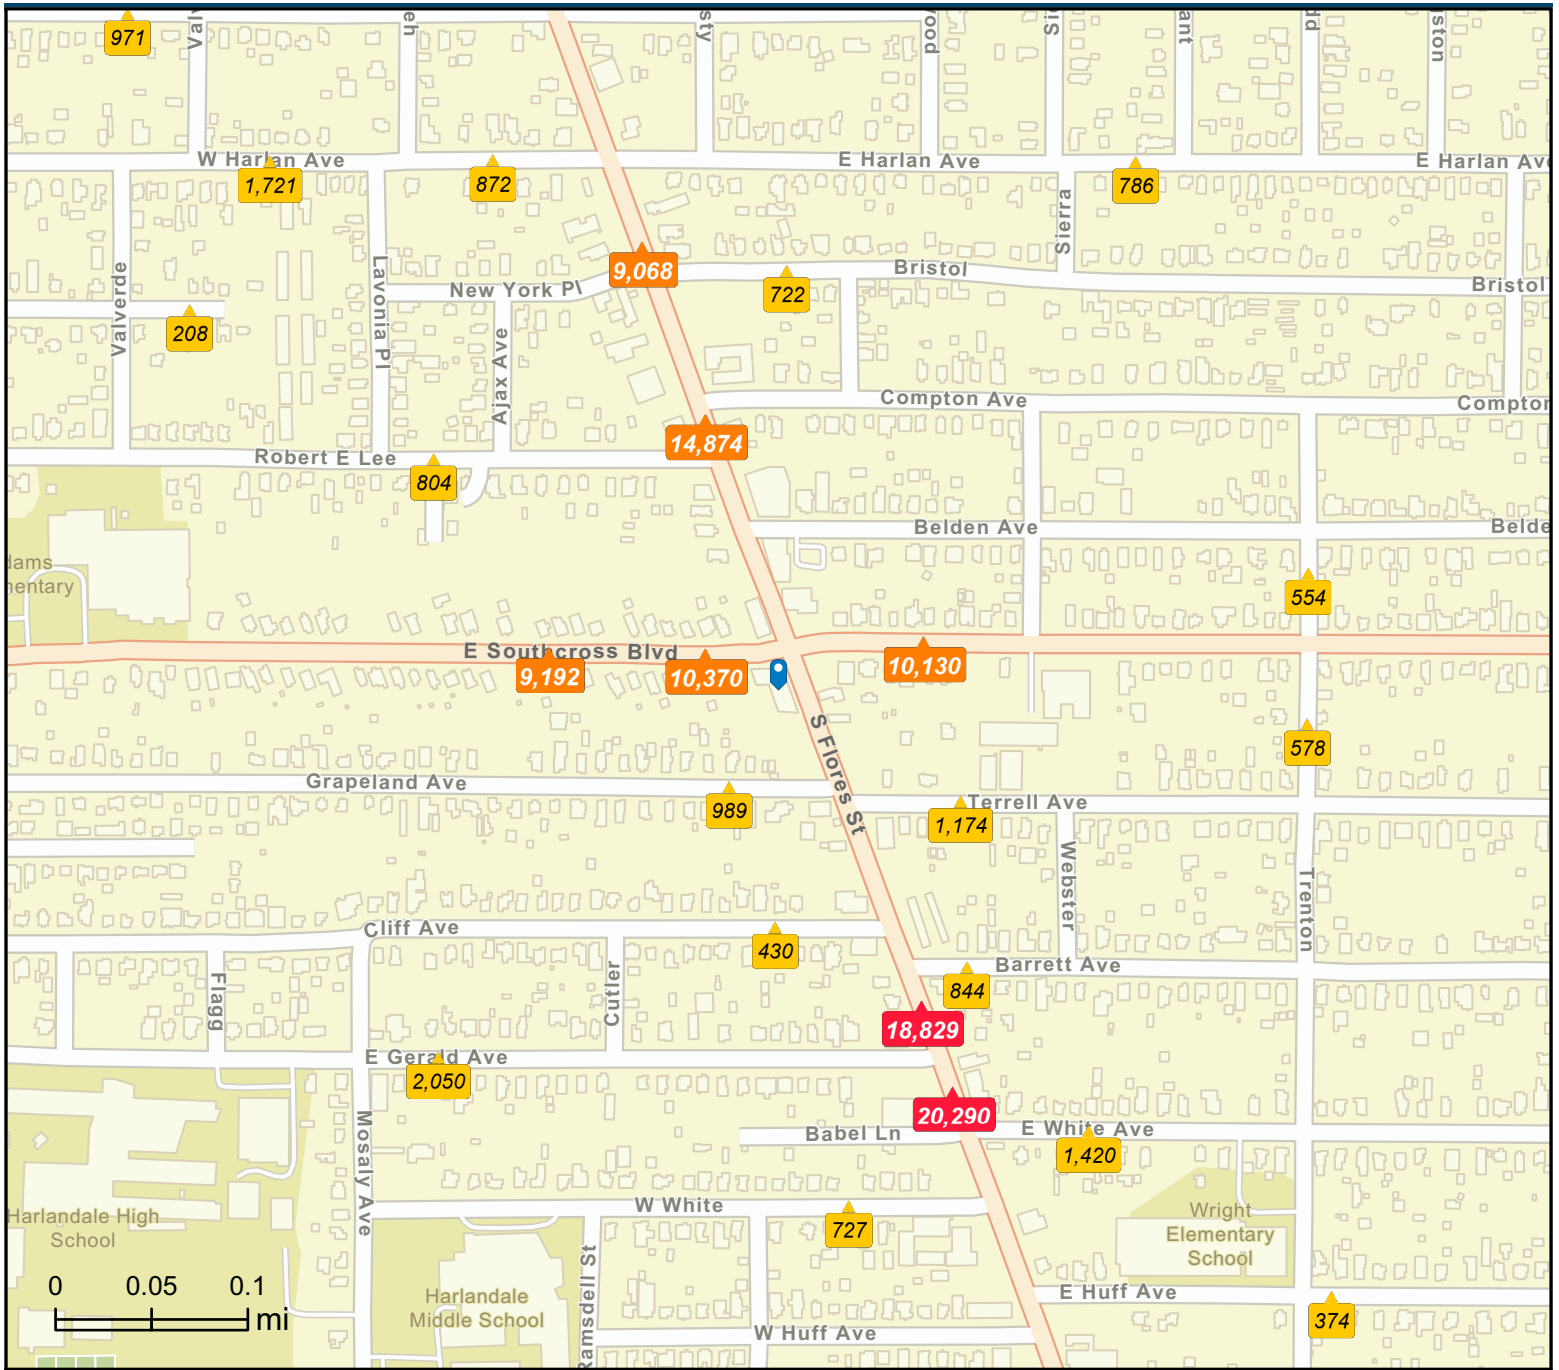 971
W Harlan Ave
1,721
872
E Harlan Ave
786
E Harlan Ave
Sierra
9,068
Bristol
722
New York Pl
Bristol
Valverde
208
Lavonia Pl
Ajax Ave
Compton Ave
Compton
14,874
Robert E Lee
804
Belden Ave
554
E Southcross Blvd
9,192
10,370
10,130
S Flores St
578
Grapeland Ave
989
Terrell Ave
1,174
Webster
Trenton
Cliff Ave
430
Barrett Ave
844
Flagg
Cutler
18,829
E Gerald Ave
2,050
20,290
Babel Ln
E White Ave
1,420
Mosaly Ave
W White
727
Harlandale High
School
Wright
Elementary
School
Ramsdell St
0 0.05 0.1
mi
Harlandale
Middle School
E Huff Ave
374
W Huff Ave